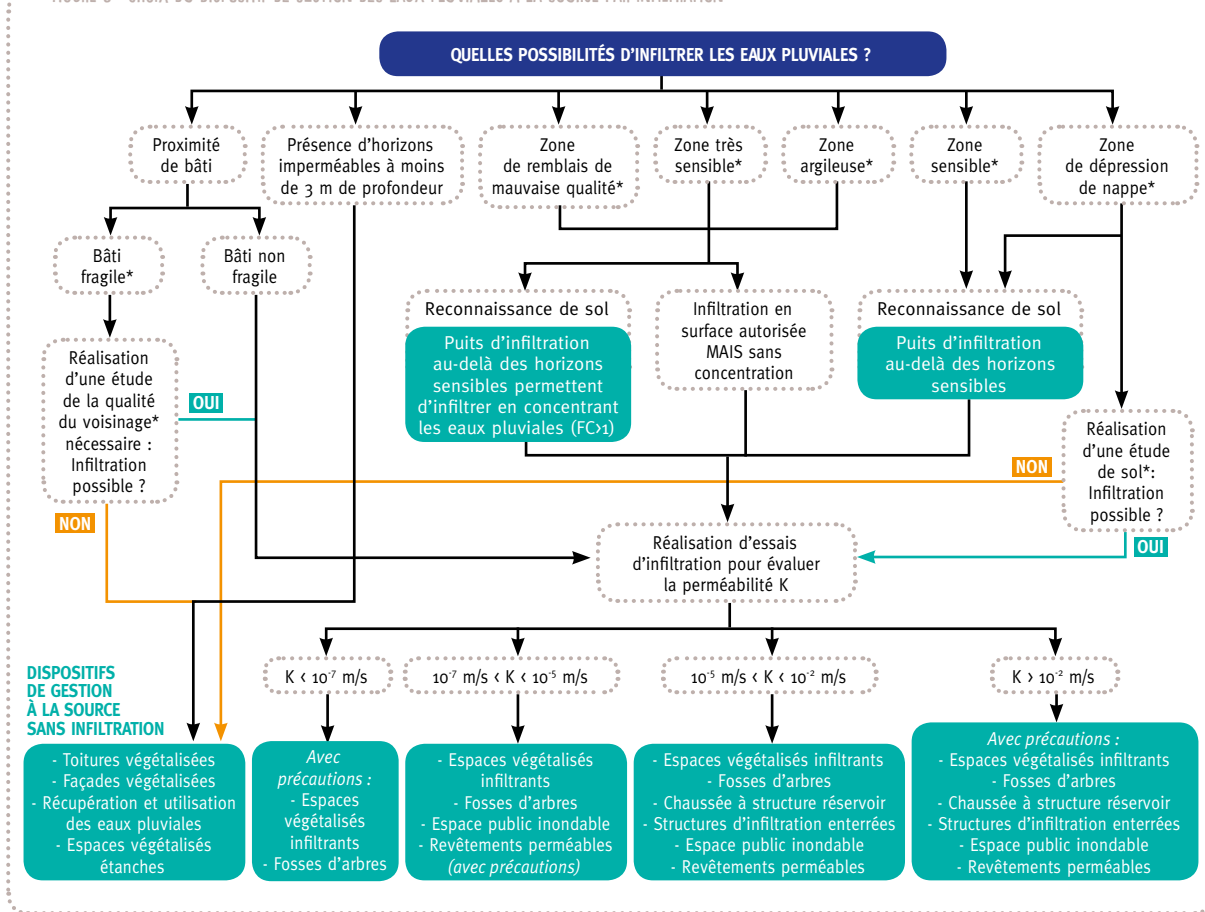 QUELLES POSSIBILITÉS D'INFILTRER LES EAUX PLUVIALES ?
Proximité
de bâti
Présence d'horizons
imperméables à moins
de 3 m de profondeur
Zone
de remblais de
mauvaise qualité*
Zone très
sensible*
Zone
argileuse*
Zone
sensible*
Zone
de dépression
de nappe*
Bâti
fragile*
Bâti non
fragile
Reconnaissance de sol
Puits d'infiltration
au-delà des horizons
sensibles permettent
d'infiltrer en concentrant
les eaux pluviales (FC>1)
Infiltration en
surface autorisée
MAIS sans
concentration
Reconnaissance de sol
Puits d'infiltration
au-delà des horizons
sensibles
Réalisation
d'une étude
de la qualité
du voisinage*
nécessaire :
Infiltration
possible ?
OUI
NON
Réalisation
d'une étude
de sol*:
Infiltration
possible ?
NON
OUI
Réalisation d'essais
d'infiltration pour évaluer
la perméabilité K
K < 10-7 m/s
10-7 m/s < K < 10-5 m/s
10-5 m/s < K < 10-2 m/s
K > 10-2 m/s
DISPOSITIFS
DE GESTION
À LA SOURCE
SANS INFILTRATION
- Toitures végétalisées
- Façades végétalisées
- Récupération et utilisation
des eaux pluviales
- Espaces végétalisés
étanches
Avec
précautions :
- Espaces
végétalisés
infiltrants
- Fosses d'arbres
- Espaces végétalisés
infiltrants
- Fosses d'arbres
- Espace public inondable
- Revêtements perméables
(avec précautions)
- Espaces végétalisés infiltrants
- Fosses d'arbres
- Chaussée à structure réservoir
- Structures d'infiltration enterrées
- Espace public inondable
- Revêtements perméables
Avec précautions :
- Espaces végétalisés infiltrants
- Fosses d'arbres
- Chaussée à structure réservoir
- Structures d'infiltration enterrées
- Espace public inondable
- Revêtements perméables